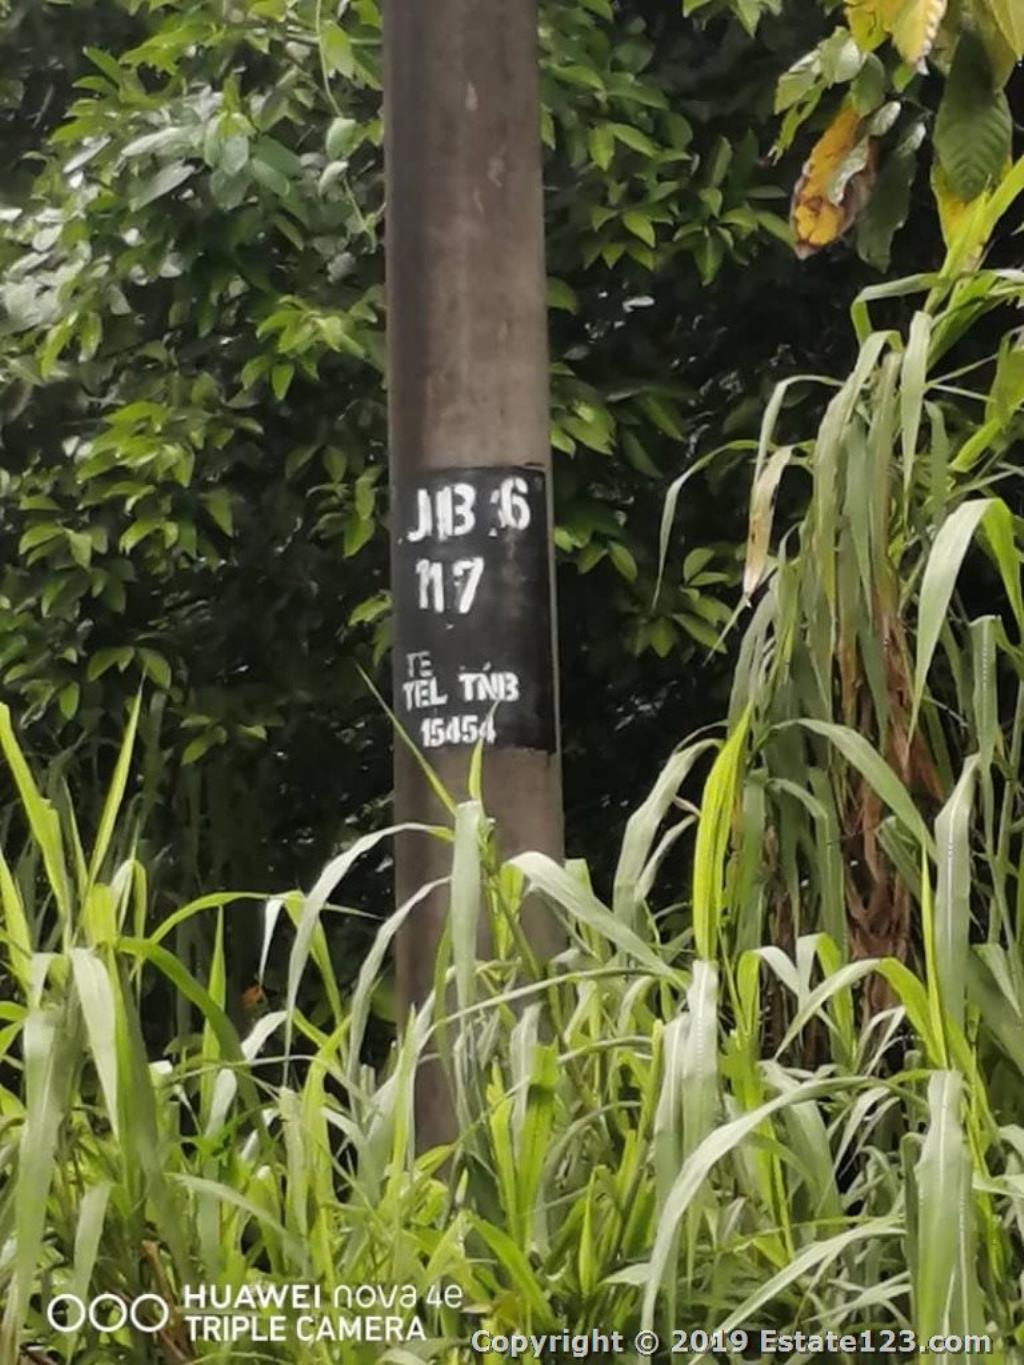 JB 6
117
TE
TEL TNB
15454
HUAWEI nova 4e
TRIPLE CAMERA
Copyright © 2019 Estate123.com